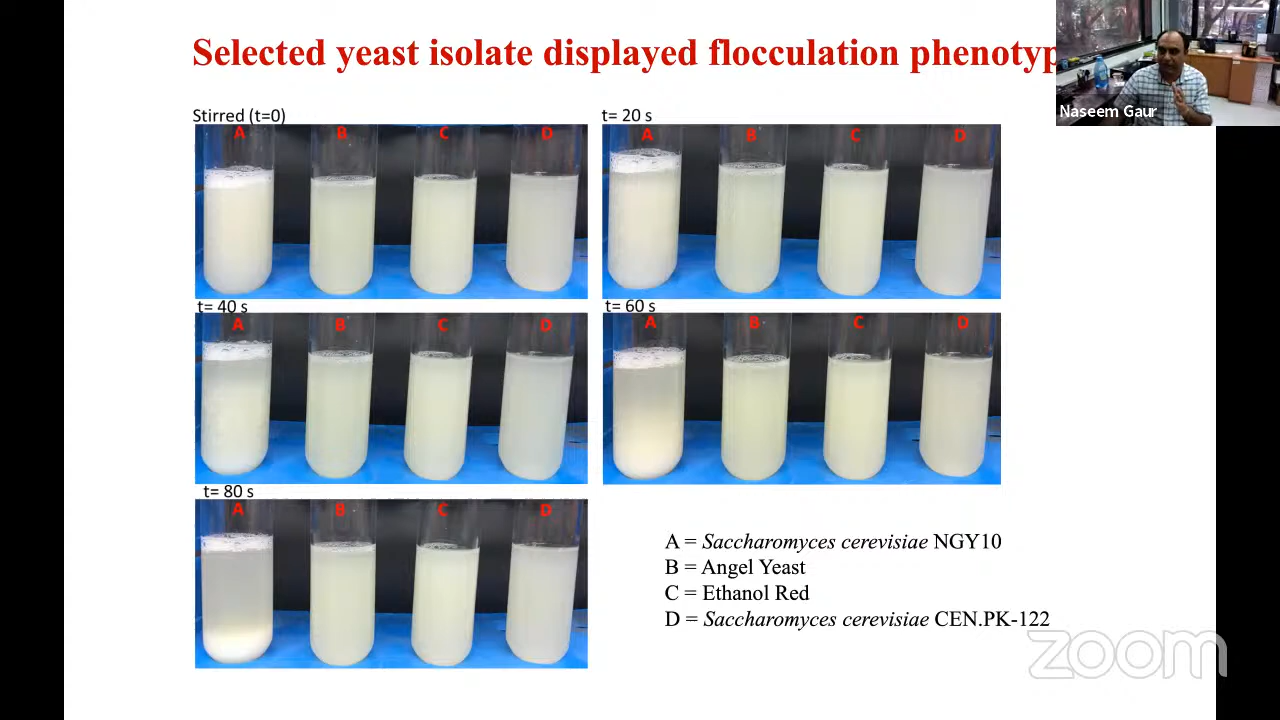 Selected yeast isolate displayed flocculation phenotyp
Naseem Gaur
Stirred (t=0)
A B C D
t= 20 s
A B C D
t= 40 s
A B C D
t= 60 s
A B C D
t= 80 s
A B C D
A = Saccharomyces cerevisiae NGY10
B = Angel Yeast
C = Ethanol Red
D = Saccharomyces cerevisiae CEN.PK-122
zoom